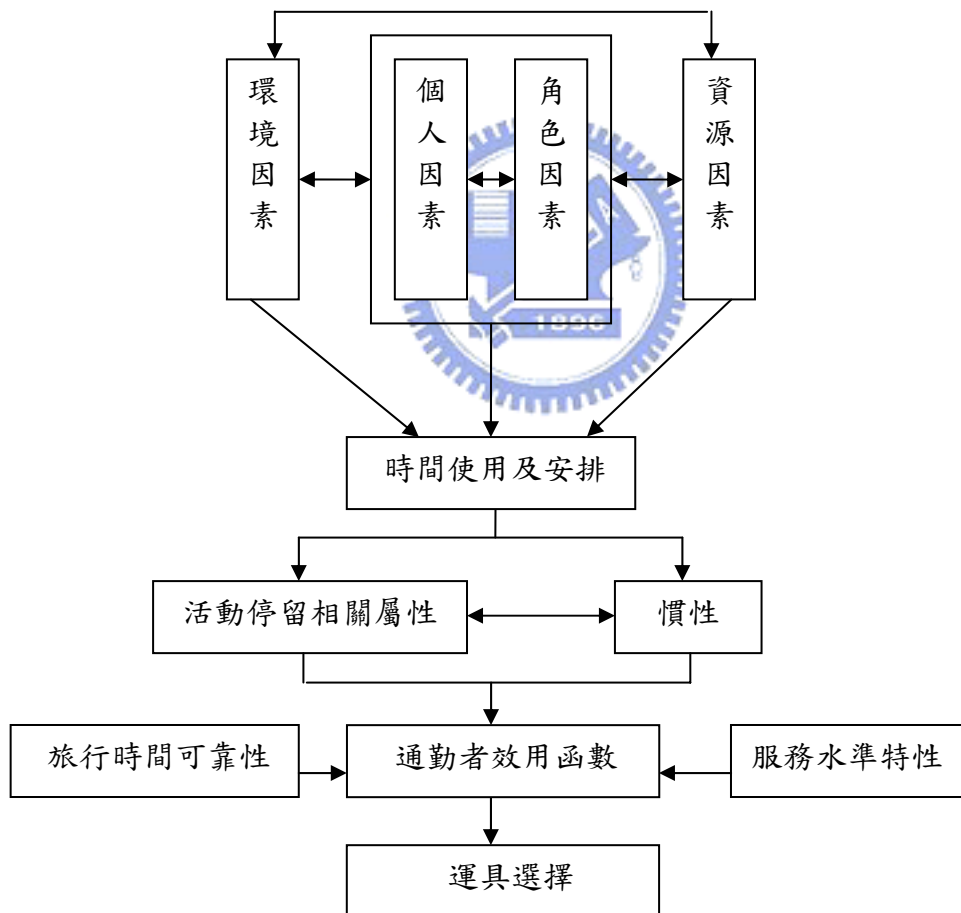 環境因素
個人因素
角色因素
資源因素
1896
時間使用及安排
活動停留相關屬性
慣性
旅行時間可靠性
通勤者效用函數
服務水準特性
運具選擇